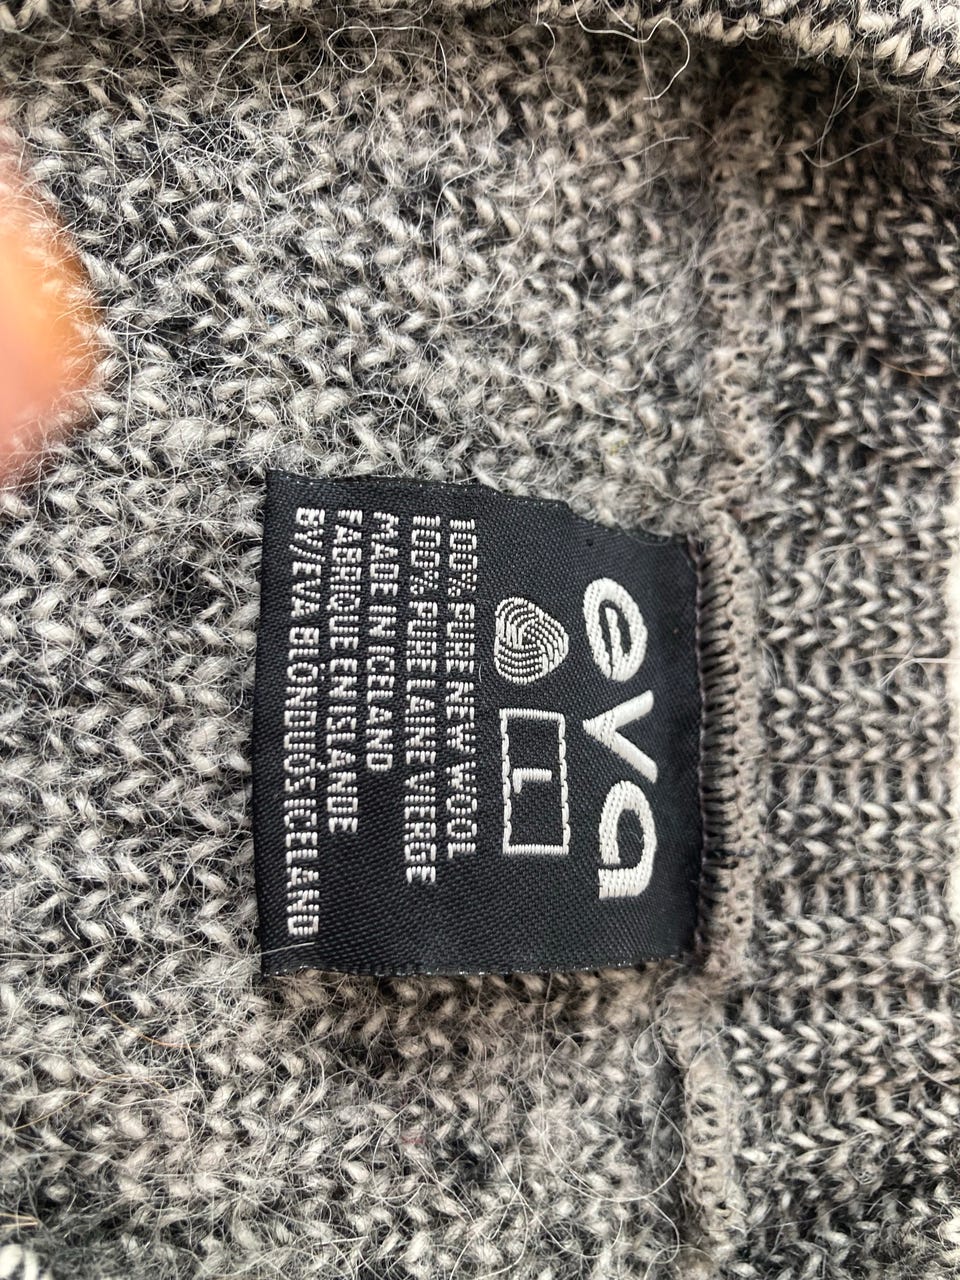 eva
L
100% PURE NEW WOOL
100% PURE LAINE VIERGE
MADE IN ICELAND
FABRIQUE EN ISLANDE
BY/EVA BLÖNDUÓS ICELAND